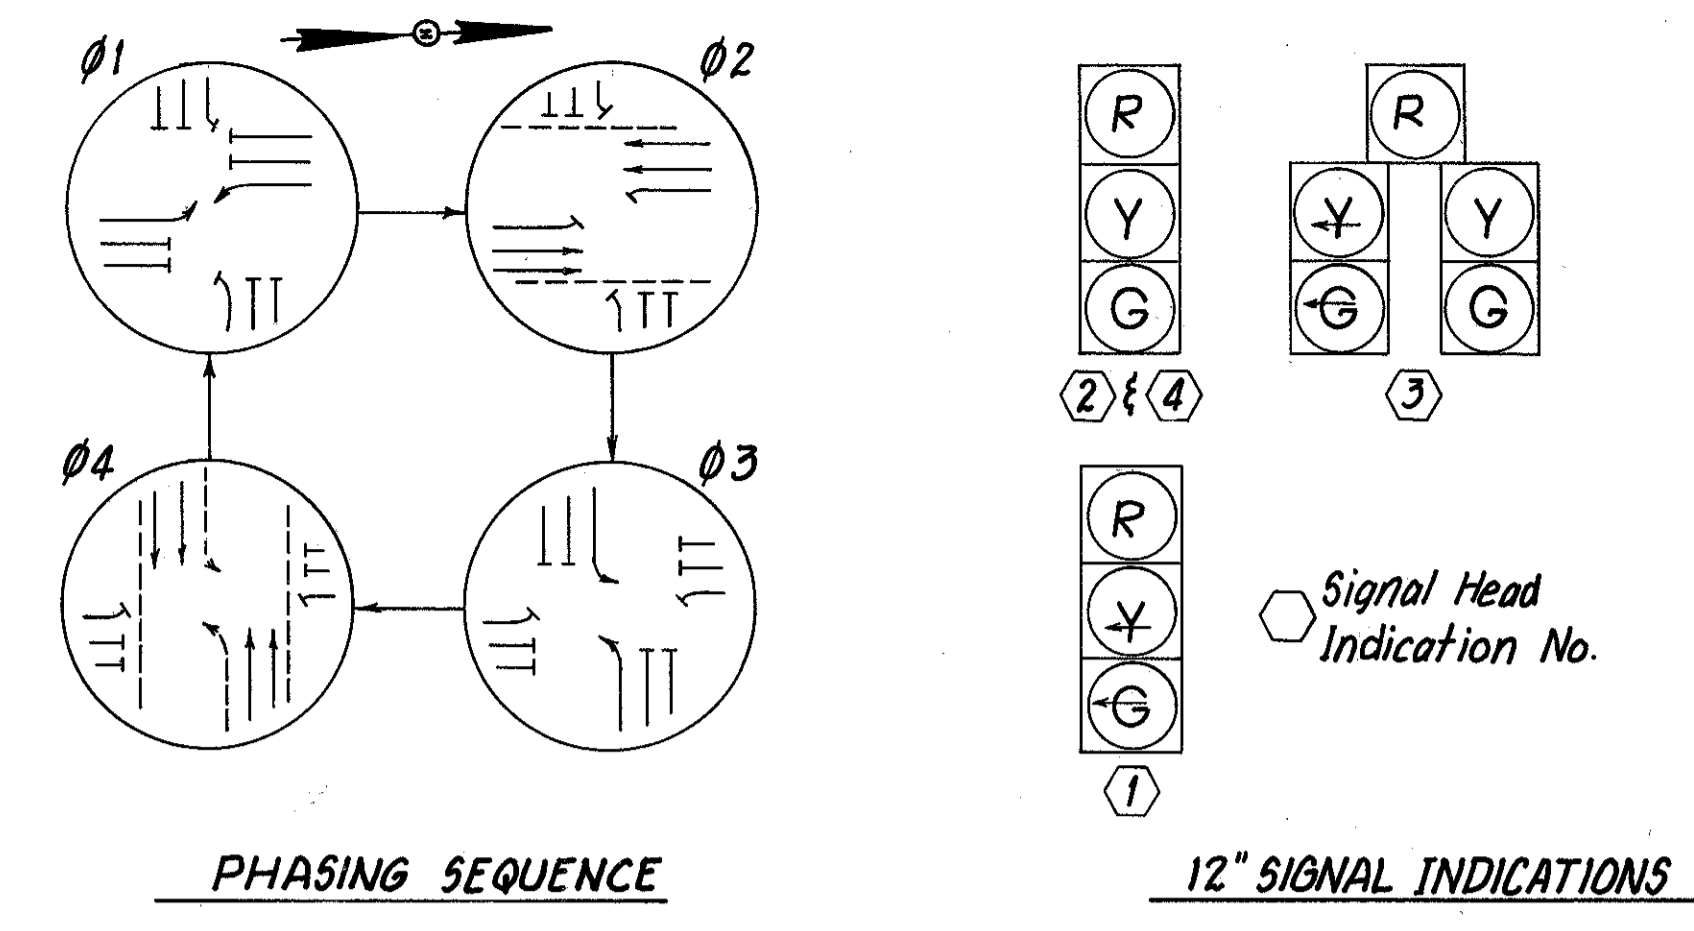 Ø1
N
Ø2
Ø4
Ø3
PHASING SEQUENCE
R
Y
G
2 & 4
R
Y Y
G G
3
R
Y
G
1
Signal Head
Indication No.
12" SIGNAL INDICATIONS